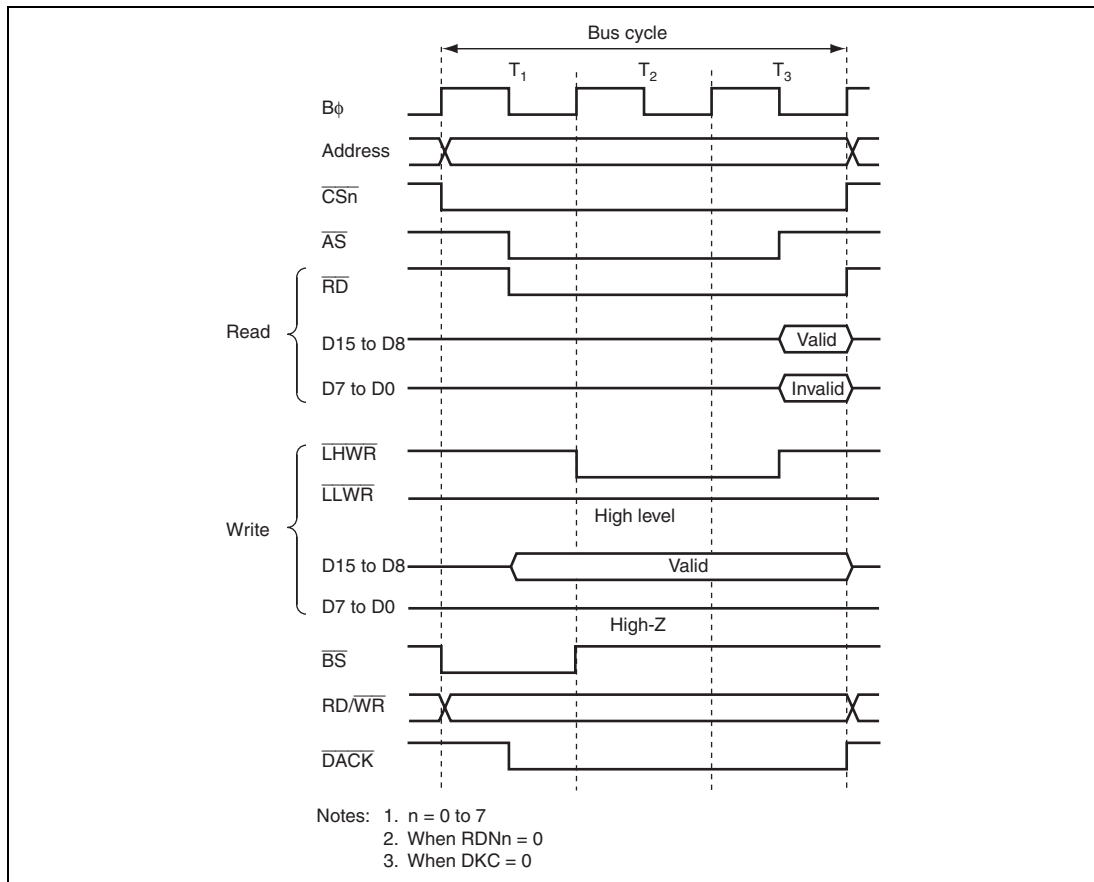 Bus cycle
T1 T2 T3
Bϕ
Address
CSn
AS
RD
Read
D15 to D8 Valid
D7 to D0 Invalid
LHWR
LLWR
High level
Write
D15 to D8 Valid
D7 to D0
High-Z
BS
RD/WR
DACK
Notes: 1. n = 0 to 7
2. When RDNn = 0
3. When DKC = 0